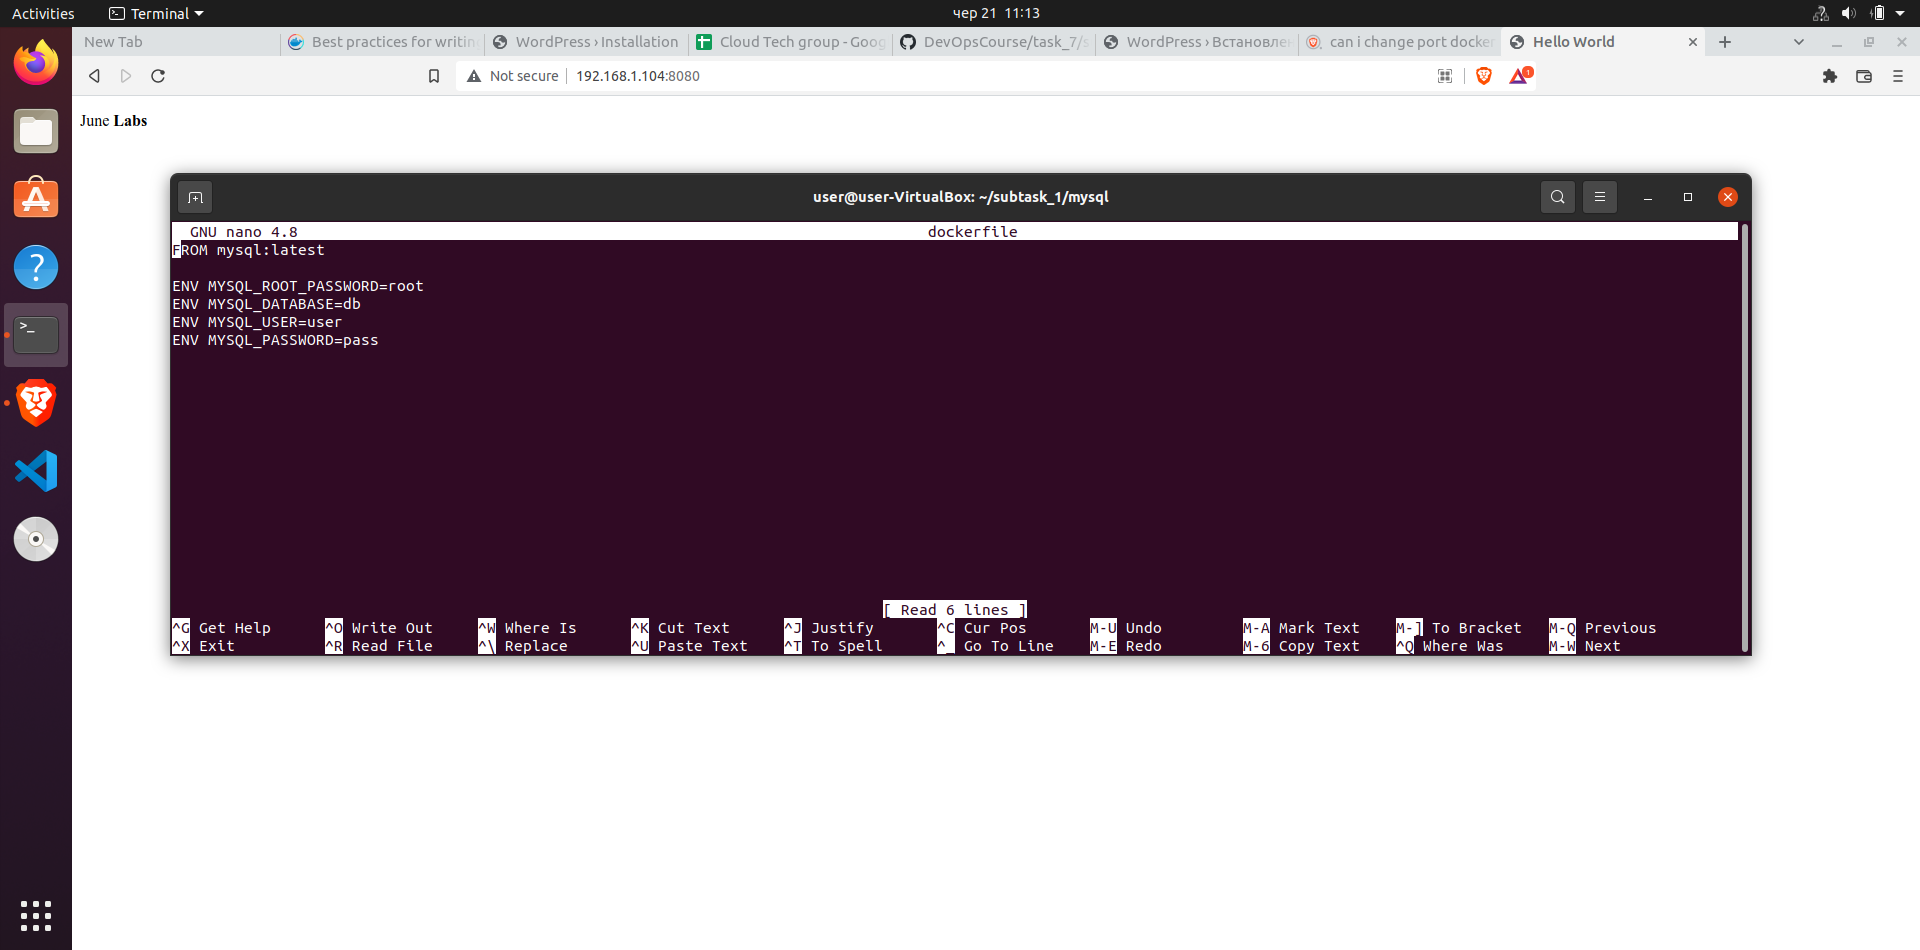 Activities
Terminal
чер 21 11:13
New Tab
Best practices for writin
WordPress › Installation
Cloud Tech group - Goog
DevOpsCourse/task_7/s
WordPress › Встановлен
can i change port docker
Hello World
Not secure
192.168.1.104:8080
1
June Labs
user@user-VirtualBox: ~/subtask_1/mysql
GNU nano 4.8
dockerfile
FROM mysql:latest
ENV MYSQL_ROOT_PASSWORD=root
ENV MYSQL_DATABASE=db
ENV MYSQL_USER=user
ENV MYSQL_PASSWORD=pass
[ Read 6 lines ]
^G Get Help ^O Write Out ^W Where Is ^K Cut Text ^J Justify ^C Cur Pos M-U Undo M-A Mark Text M-] To Bracket M-Q Previous
^X Exit ^R Read File ^\ Replace ^U Paste Text ^T To Spell ^_ Go To Line M-E Redo M-6 Copy Text ^Q Where Was M-W Next